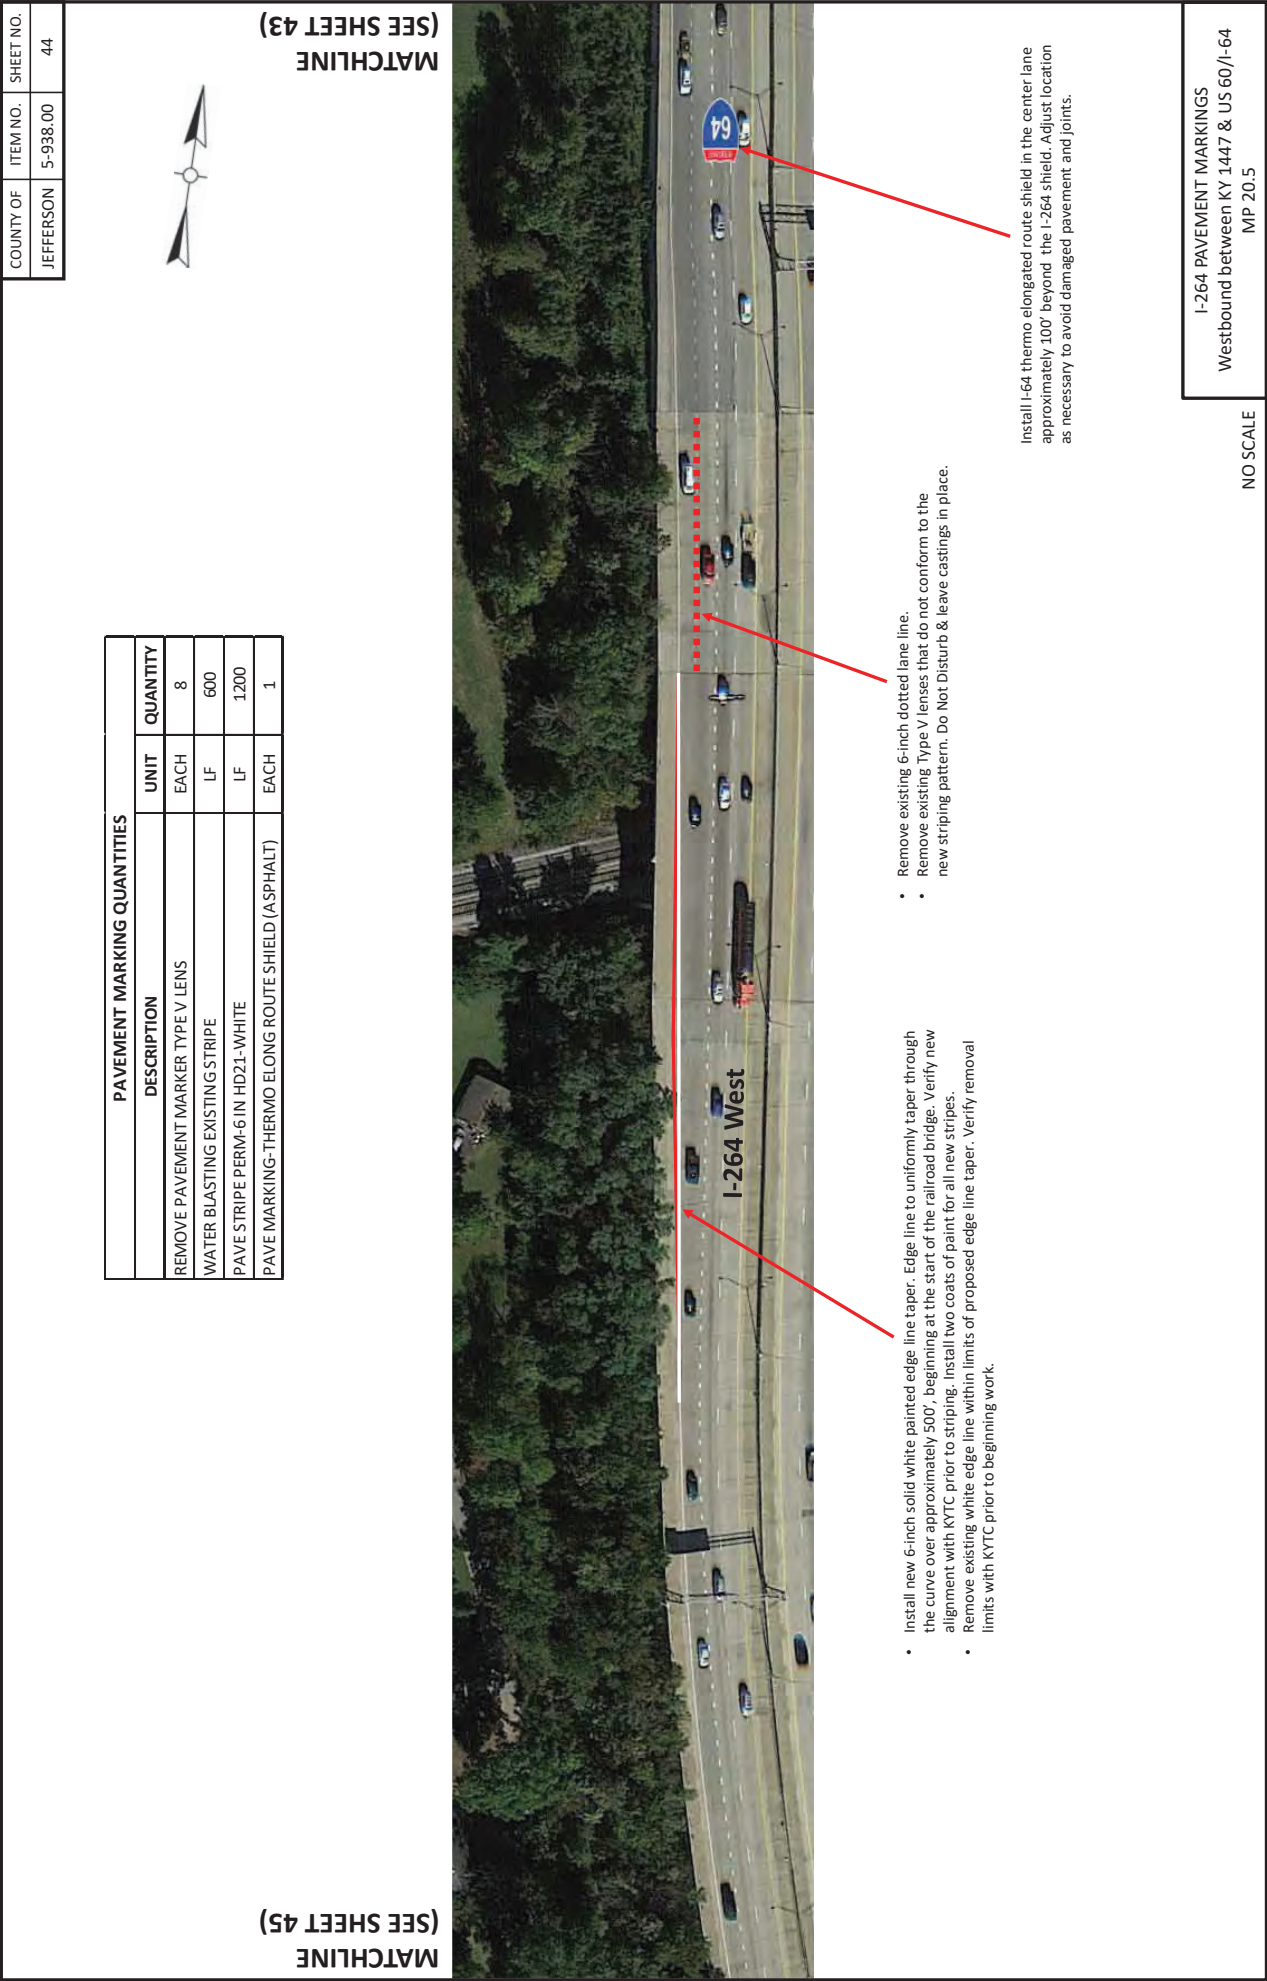 COUNTY OF ITEM NO. SHEET NO.
JEFFERSON 5-938.00 44
MATCHLINE
(SEE SHEET 45)
MATCHLINE
(SEE SHEET 43)
PAVEMENT MARKING QUANTITIES
DESCRIPTION UNIT QUANTITY
REMOVE PAVEMENT MARKER TYPE V LENS EACH 8
WATER BLASTING EXISTING STRIPE LF 600
PAVE STRIPE PERM-6 IN HD21-WHITE LF 1200
PAVE MARKING-THERMO ELONG ROUTE SHIELD (ASPHALT) EACH 1
I-264 West
64
• Install new 6-inch solid white painted edge line taper. Edge line to uniformly taper through
the curve over approximately 500', beginning at the start of the railroad bridge. Verify new
alignment with KYTC prior to striping. Install two coats of paint for all new stripes.
• Remove existing white edge line within limits of proposed edge line taper. Verify removal
limits with KYTC prior to beginning work.
• Remove existing 6-inch dotted lane line.
• Remove existing Type V lenses that do not conform to the
new striping pattern. Do Not Disturb & leave castings in place.
Install I-64 thermo elongated route shield in the center lane
approximately 100' beyond the I-264 shield. Adjust location
as necessary to avoid damaged pavement and joints.
NO SCALE
I-264 PAVEMENT MARKINGS
Westbound between KY 1447 & US 60/I-64
MP 20.5